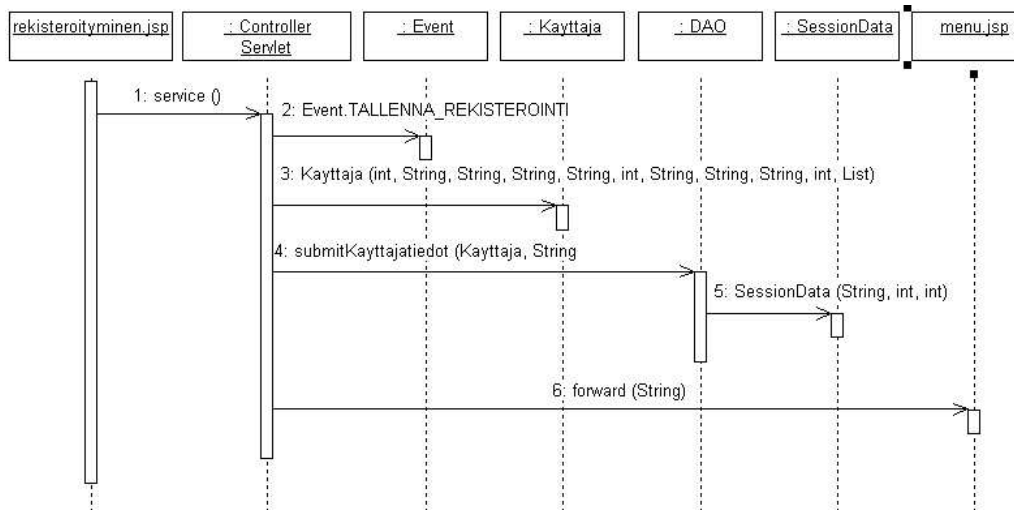 rekisteroityminen.jsp
: Controller
Servlet
: Event
: Kayttaja
: DAO
: SessionData
menu.jsp
1: service ()
2: Event.TALLENNA_REKISTEROINTI
3: Kayttaja (int, String, String, String, String, int, String, String, String, int, List)
4: submitKayttajatiedot (Kayttaja, String
5: SessionData (String, int, int)
6: forward (String)